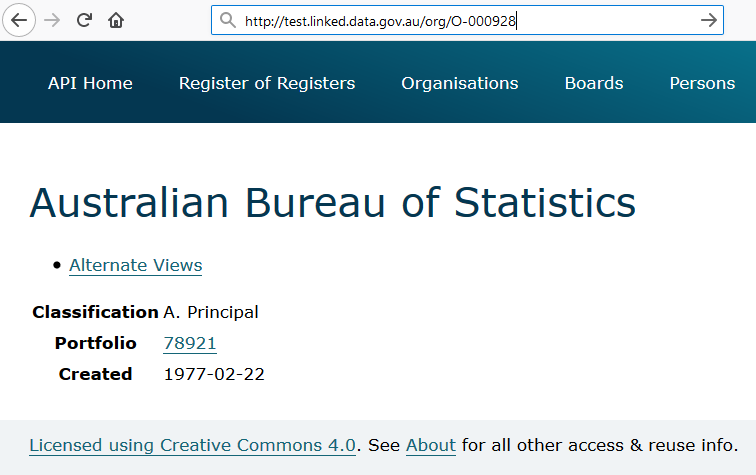 http://test.linked.data.gov.au/org/O-000928
API Home Register of Registers Organisations Boards Persons
Australian Bureau of Statistics
• Alternate Views
Classification A. Principal
Portfolio 78921
Created 1977-02-22
Licensed using Creative Commons 4.0. See About for all other access & reuse info.